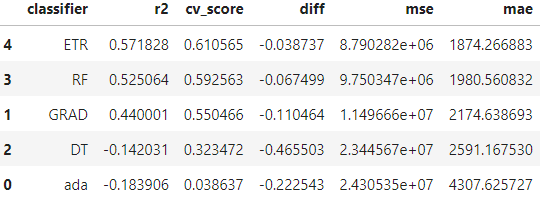 classifier r2 cv_score diff mse mae
4 ETR 0.571828 0.610565 -0.038737 8.790282e+06 1874.266883
3 RF 0.525064 0.592563 -0.067499 9.750347e+06 1980.560832
1 GRAD 0.440001 0.550466 -0.110464 1.149666e+07 2174.638693
2 DT -0.142031 0.323472 -0.465503 2.344567e+07 2591.167530
0 ada -0.183906 0.038637 -0.222543 2.430535e+07 4307.625727